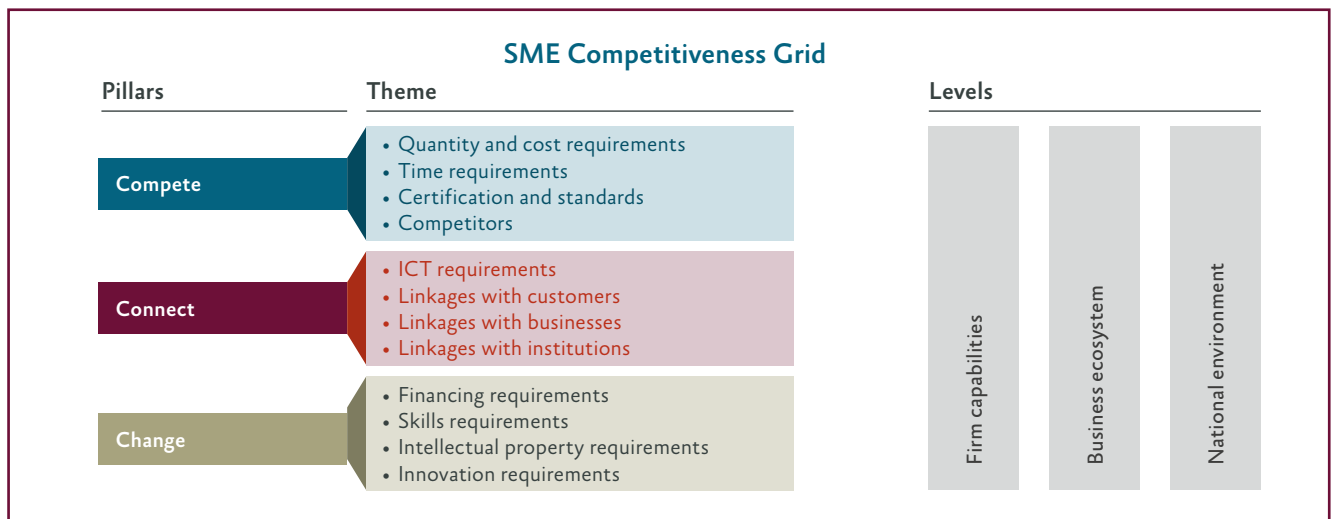 SME Competitiveness Grid
Pillars
Theme
Levels
Compete
• Quantity and cost requirements
• Time requirements
• Certification and standards
• Competitors
Connect
• ICT requirements
• Linkages with customers
• Linkages with businesses
• Linkages with institutions
Change
• Financing requirements
• Skills requirements
• Intellectual property requirements
• Innovation requirements
Firm capabilities
Business ecosystem
National environment